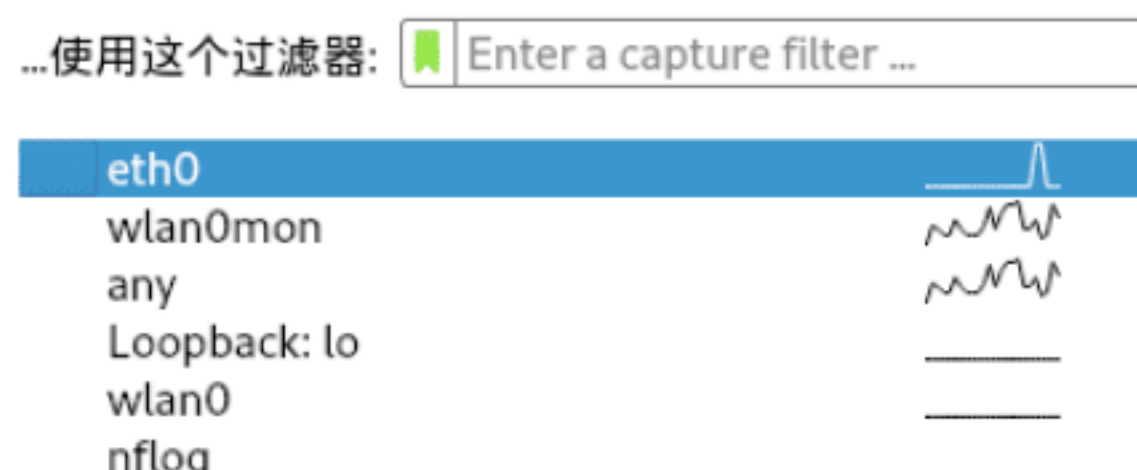 ...使用这个过滤器: Enter a capture filter ...
eth0
wlan0mon
any
Loopback: lo
wlan0
nflog